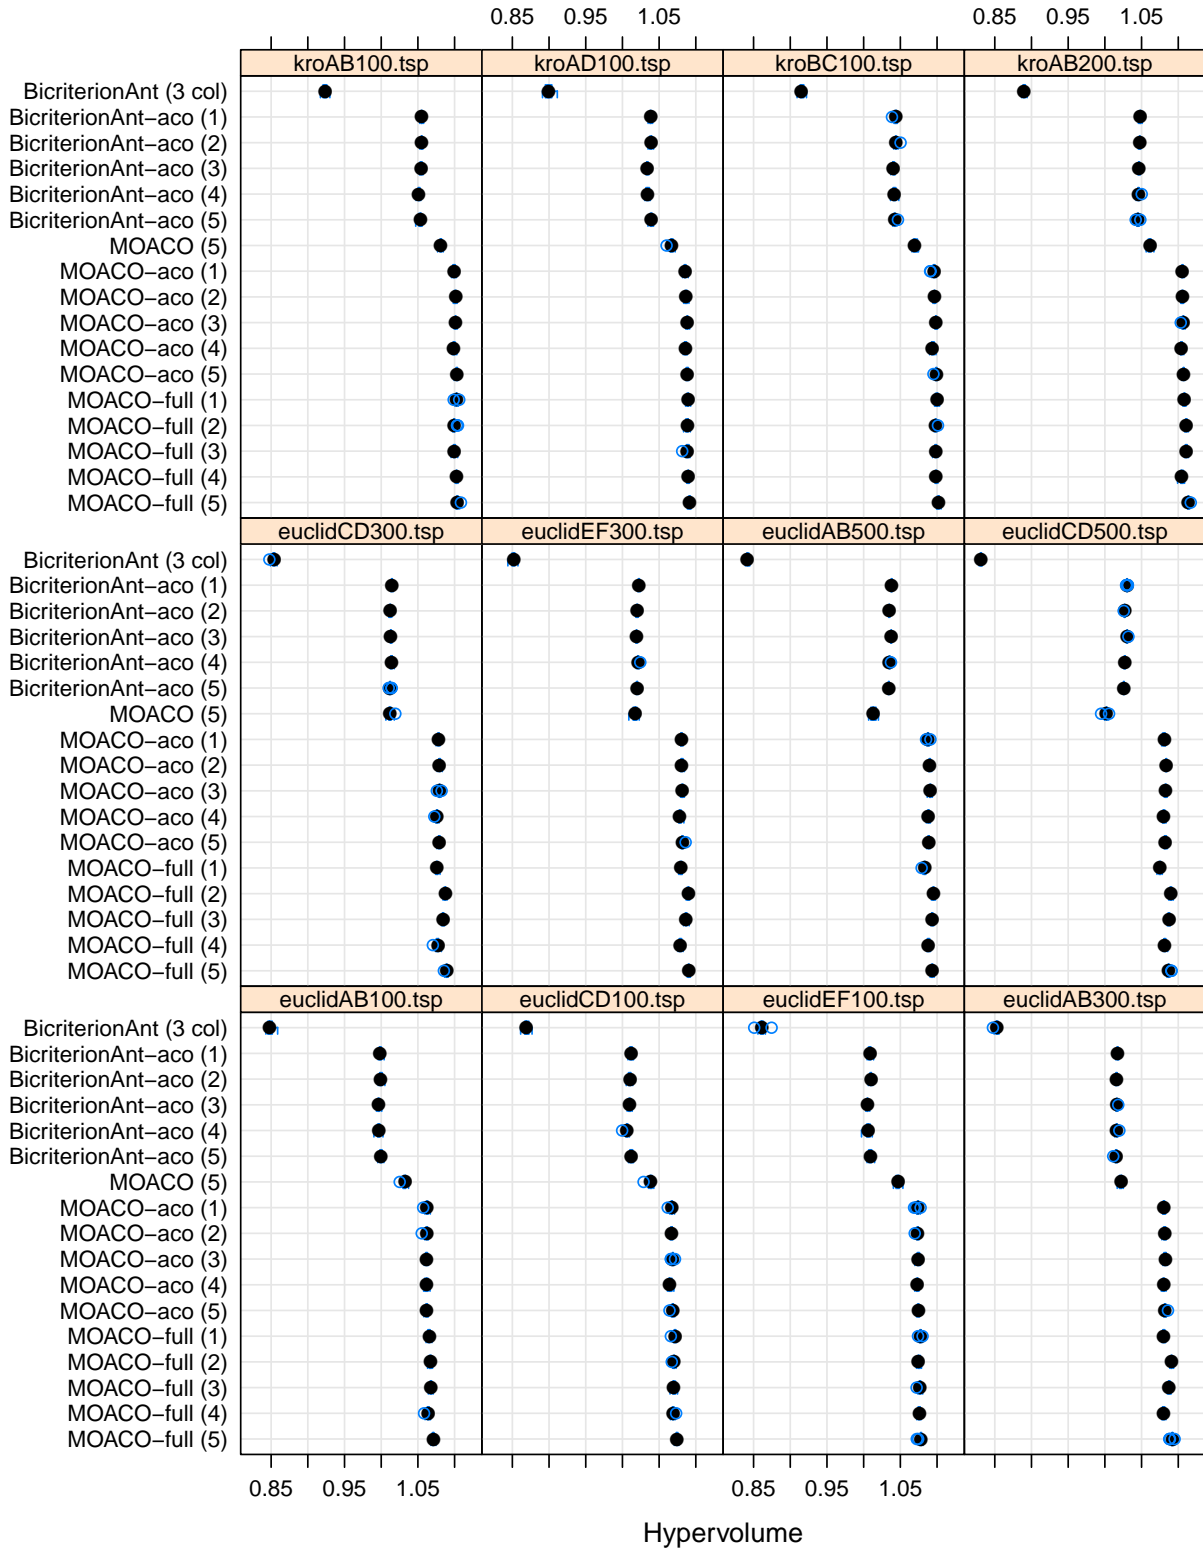 0.85 0.95 1.05 0.85 0.95 1.05
kroAB100.tsp kroAD100.tsp kroBC100.tsp kroAB200.tsp
BicriterionAnt (3 col)
BicriterionAnt−aco (1)
BicriterionAnt−aco (2)
BicriterionAnt−aco (3)
BicriterionAnt−aco (4)
BicriterionAnt−aco (5)
MOACO (5)
MOACO−aco (1)
MOACO−aco (2)
MOACO−aco (3)
MOACO−aco (4)
MOACO−aco (5)
MOACO−full (1)
MOACO−full (2)
MOACO−full (3)
MOACO−full (4)
MOACO−full (5)
euclidCD300.tsp euclidEF300.tsp euclidAB500.tsp euclidCD500.tsp
BicriterionAnt (3 col)
BicriterionAnt−aco (1)
BicriterionAnt−aco (2)
BicriterionAnt−aco (3)
BicriterionAnt−aco (4)
BicriterionAnt−aco (5)
MOACO (5)
MOACO−aco (1)
MOACO−aco (2)
MOACO−aco (3)
MOACO−aco (4)
MOACO−aco (5)
MOACO−full (1)
MOACO−full (2)
MOACO−full (3)
MOACO−full (4)
MOACO−full (5)
euclidAB100.tsp euclidCD100.tsp euclidEF100.tsp euclidAB300.tsp
BicriterionAnt (3 col)
BicriterionAnt−aco (1)
BicriterionAnt−aco (2)
BicriterionAnt−aco (3)
BicriterionAnt−aco (4)
BicriterionAnt−aco (5)
MOACO (5)
MOACO−aco (1)
MOACO−aco (2)
MOACO−aco (3)
MOACO−aco (4)
MOACO−aco (5)
MOACO−full (1)
MOACO−full (2)
MOACO−full (3)
MOACO−full (4)
MOACO−full (5)
0.85 0.95 1.05 0.85 0.95 1.05
Hypervolume